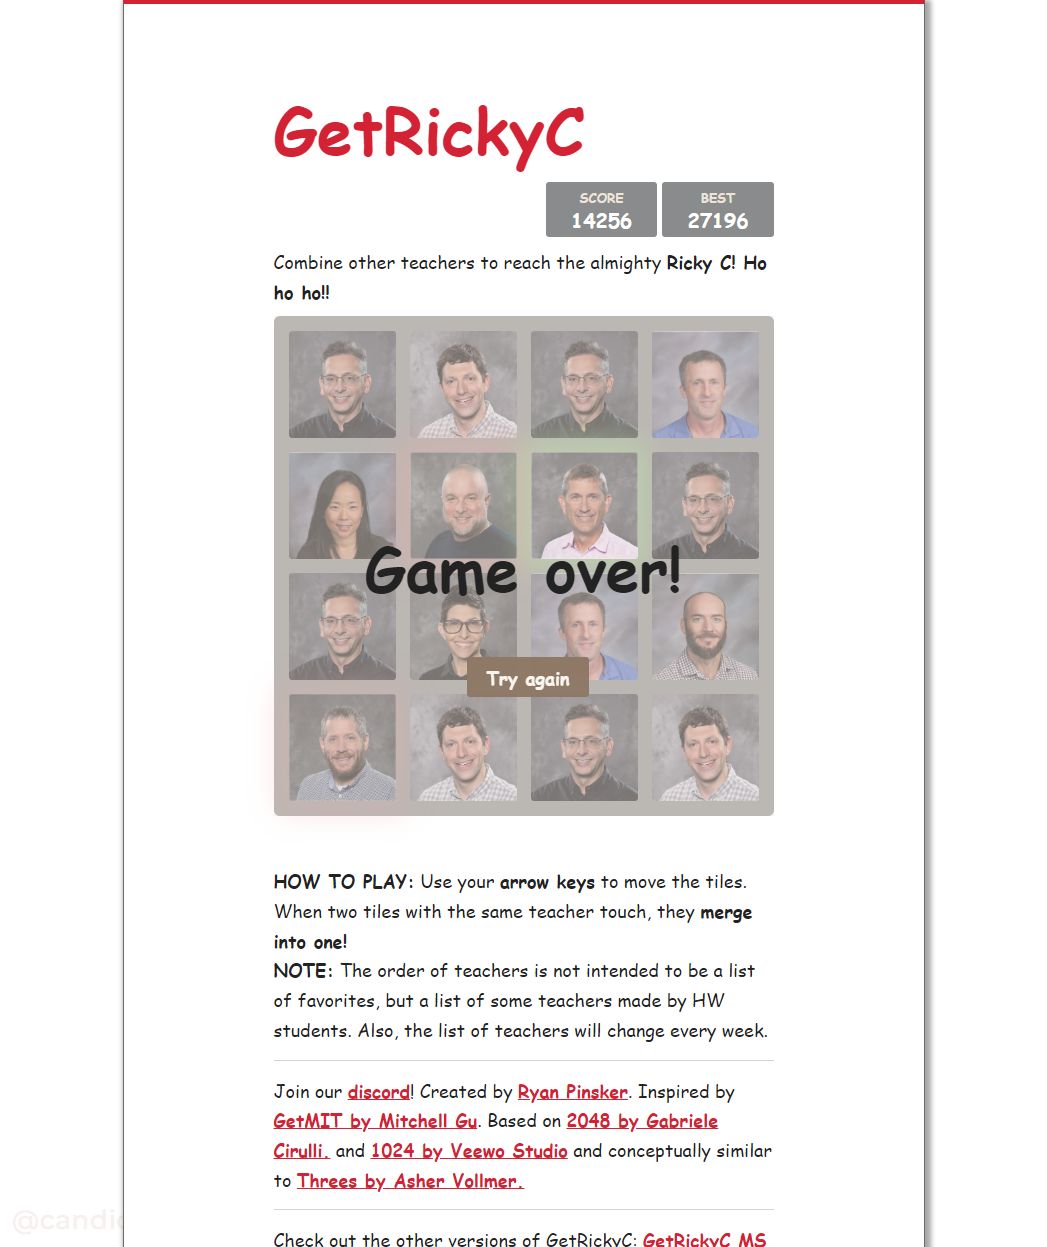 GetRickyC
SCORE
14256
BEST
27196
Combine other teachers to reach the almighty Ricky C! Ho
ho ho!!
Game over!
Try again
HOW TO PLAY: Use your arrow keys to move the tiles.
When two tiles with the same teacher touch, they merge
into one!
NOTE: The order of teachers is not intended to be a list
of favorites, but a list of some teachers made by HW
students. Also, the list of teachers will change every week.
Join our discord! Created by Ryan Pinsker. Inspired by
GetMIT by Mitchell Gu. Based on 2048 by Gabriele
Cirulli. and 1024 by Veewo Studio and conceptually similar
to Threes by Asher Vollmer.
@candi
Check out the other versions of GetRickyC: GetRickyC MS